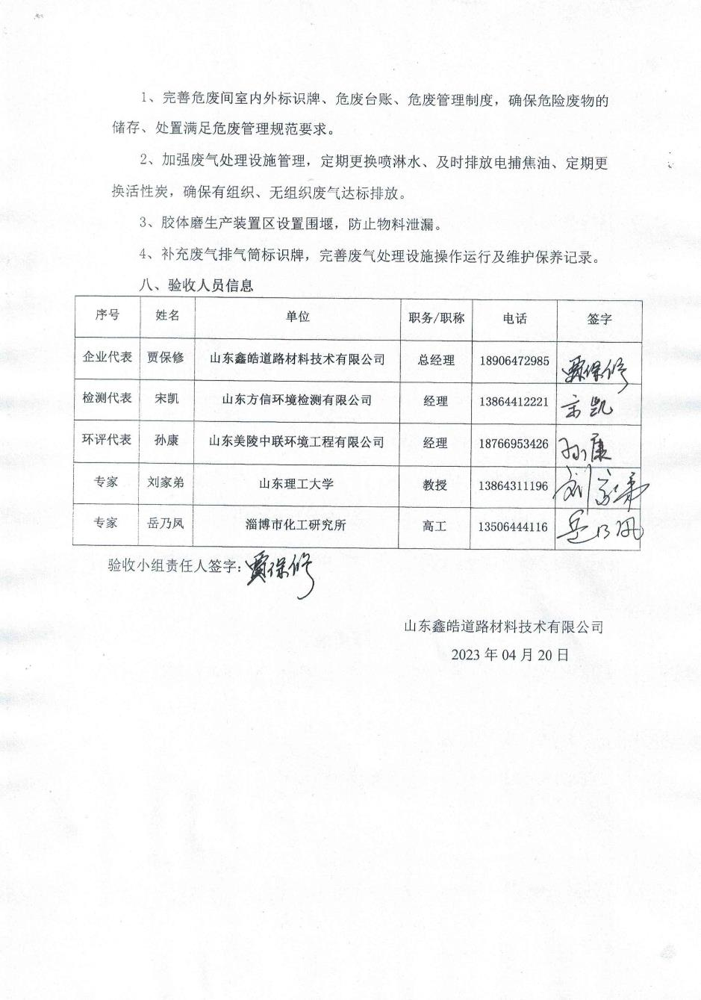 1、完善危废间室内外标识牌、危废台账、危废管理制度，确保危险废物的
储存、处置满足危废管理规范要求。
2、加强废气处理设施管理，定期更换喷淋水、及时排放电捕焦油、定期更
换活性炭，确保有组织、无组织废气达标排放。
3、胶体磨生产装置区设置围堰，防止物料泄漏。
4、补充废气排气筒标识牌，完善废气处理设施操作运行及维护保养记录。
八、验收人员信息
序号 姓名 单位 职务/职称 电话 签字
企业代表 贾保修 山东鑫皓道路材料技术有限公司 总经理 18906472985 贾保修
检测代表 宋凯 山东方信环境检测有限公司 经理 13864412221 宋凯
环评代表 孙康 山东美陵中联环境工程有限公司 经理 18766953426 孙康
专家 刘家弟 山东理工大学 教授 13864311196 刘家弟
专家 岳乃凤 淄博市化工研究所 高工 13506444116 岳乃凤
验收小组责任人签字：贾保修
山东鑫皓道路材料技术有限公司
2023 年 04 月 20 日